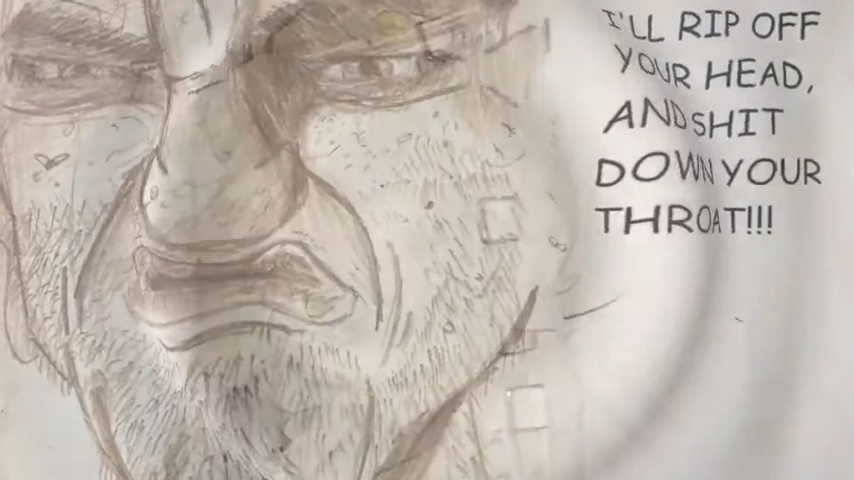 I'LL RIP OFF
YOUR HEAD,
AND SHIT
DOWN YOUR
THROAT!!!